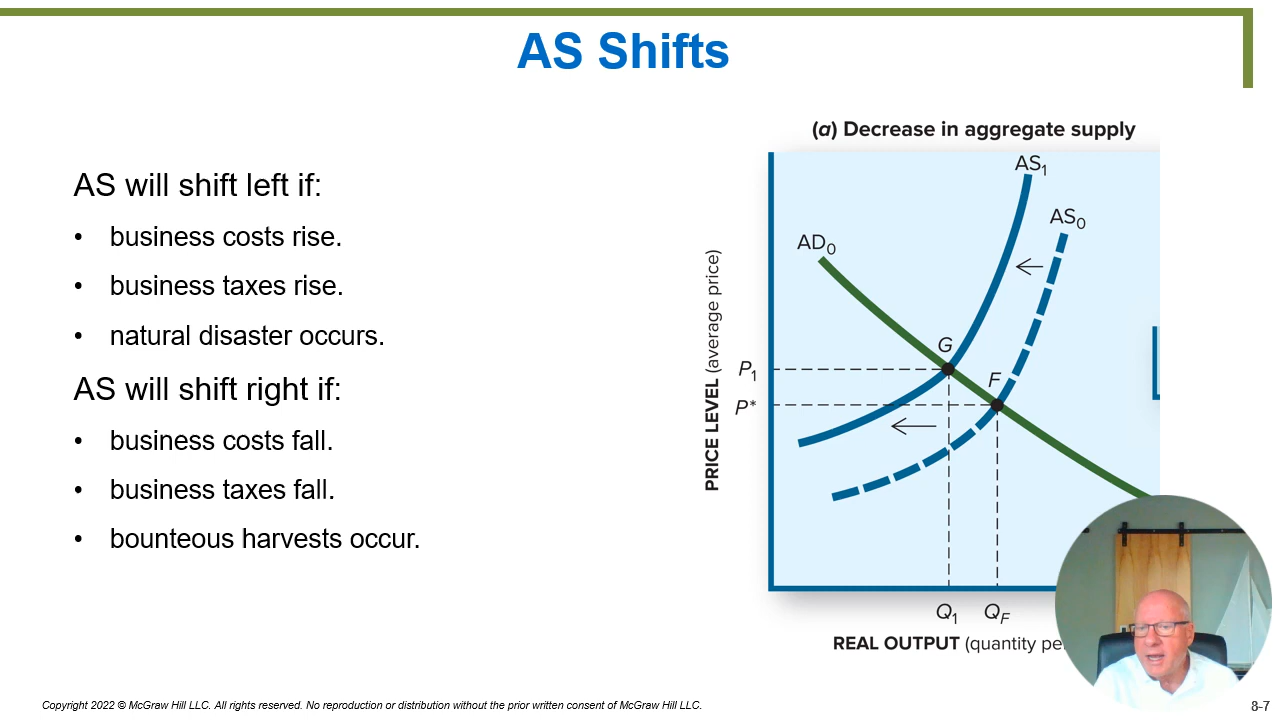 AS Shifts
AS will shift left if:
• business costs rise.
• business taxes rise.
• natural disaster occurs.
AS will shift right if:
• business costs fall.
• business taxes fall.
• bounteous harvests occur.
(a) Decrease in aggregate supply
AS1
AS0
AD0
G
F
P1
P*
PRICE LEVEL (average price)
Q1 QF
REAL OUTPUT (quantity pe
Copyright 2022 © McGraw Hill LLC. All rights reserved. No reproduction or distribution without the prior written consent of McGraw Hill LLC.
8-7